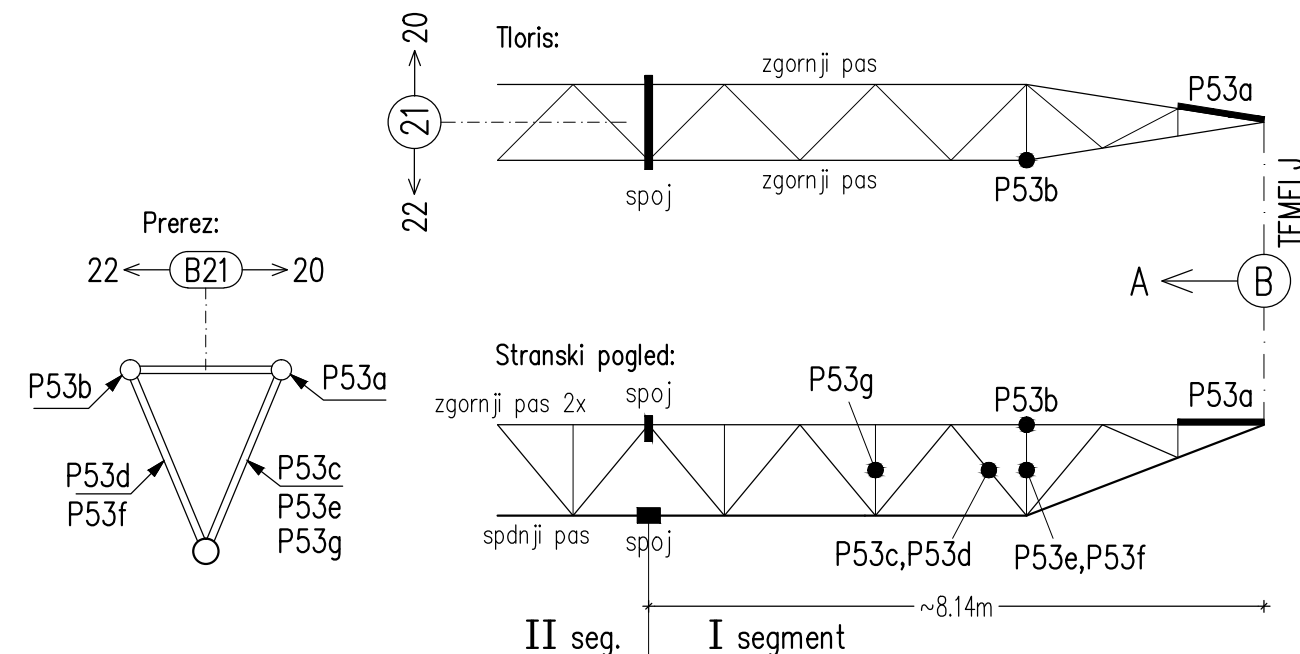 Tloris:
20
21
22
zgornji pas
P53a
zgornji pas
spoj
P53b
TEMELJ
Prerez:
22
B21
20
A
B
P53b
P53a
P53d
P53f
P53c
P53e
P53g
Stranski pogled:
zgornji pas 2x
spoj
P53g
P53b
P53a
spdnji pas
spoj
P53c,P53d
P53e,P53f
~8.14m
II seg.
I segment